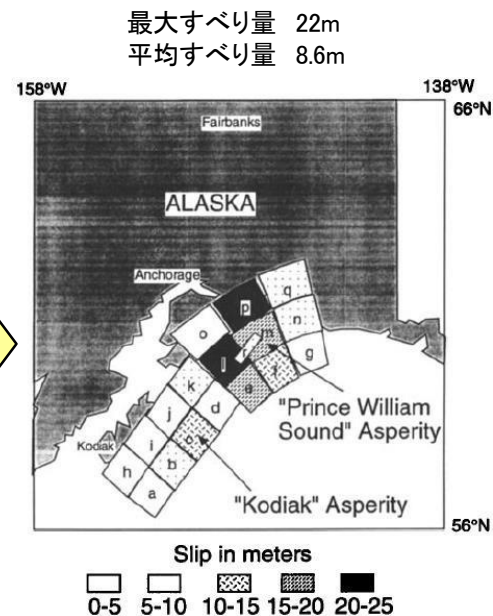 最大すべり量 22m
平均すべり量 8.6m
158°W
138°W
66°N
Fairbanks
ALASKA
Anchorage
q
p
n
o
m
r
g
l
f
k
e
d
j
"Prince William
Sound" Asperity
c
Kodiak
i
b
h
a
"Kodiak" Asperity
56°N
Slip in meters
0-5 5-10 10-15 15-20 20-25